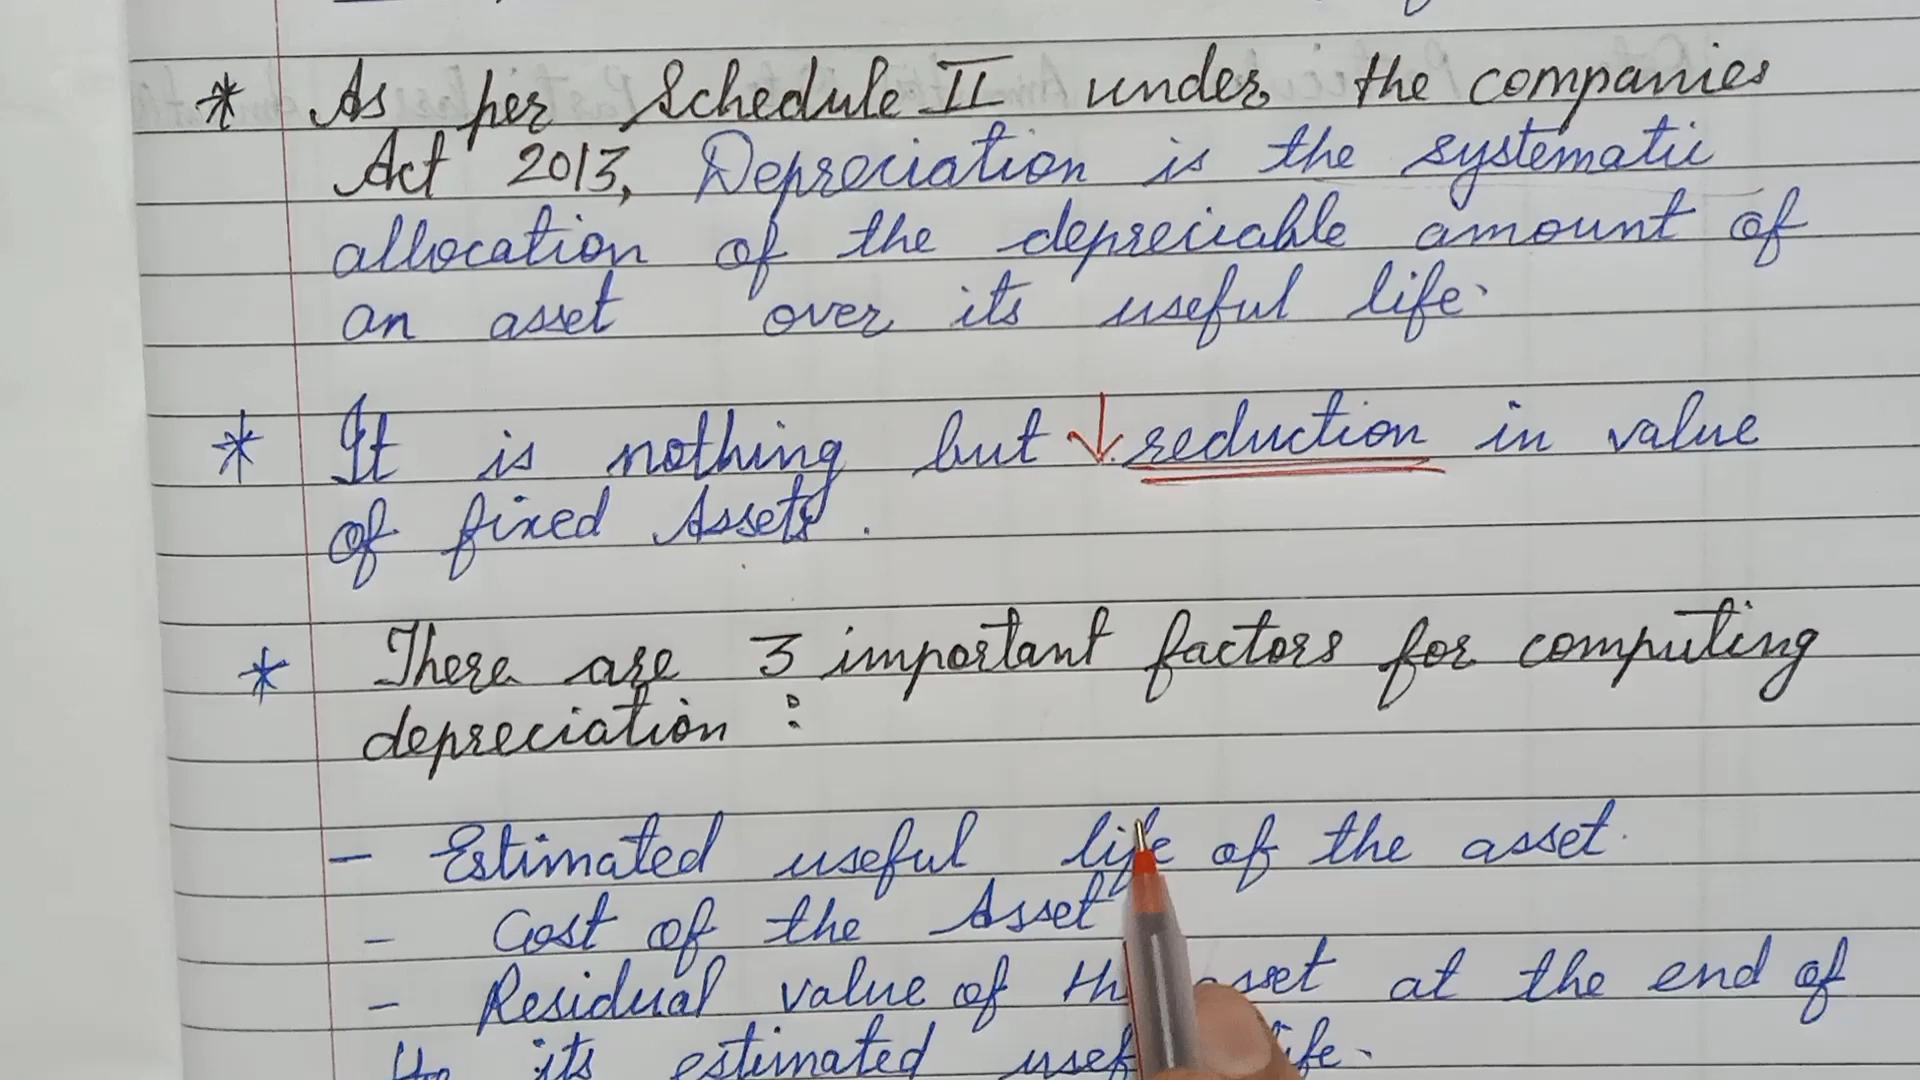 * As per Schedule II under the companies
Act 2013, Depreciation is the systematic
allocation of the depreciable amount of
an asset over its useful life.
* It is nothing but ↓ reduction in value
of fixed Assets.
* There are 3 important factors for computing
depreciation :
- Estimated useful life of the asset.
- Cost of the Asset
- Residual value of the asset at the end of
its estimated useful life.